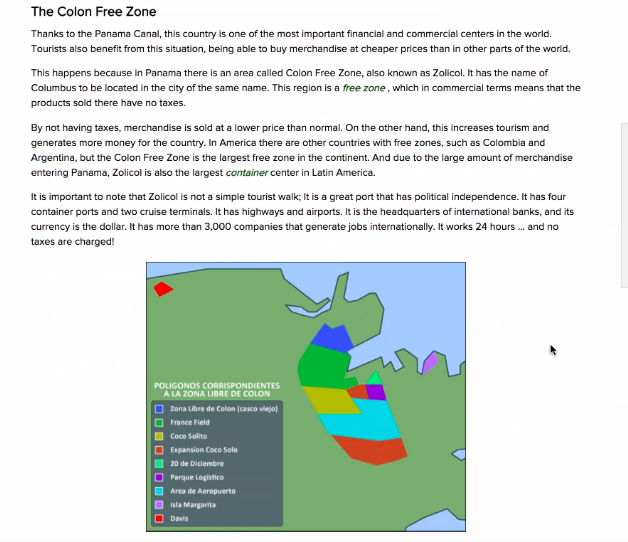 The Colon Free Zone
Thanks to the Panama Canal, this country is one of the most important financial and commercial centers in the world.
Tourists also benefit from this situation, being able to buy merchandise at cheaper prices than in other parts of the world.
This happens because in Panama there is an area called Colon Free Zone, also known as Zolicol. It has the name of
Columbus to be located in the city of the same name. This region is a free zone , which in commercial terms means that the
products sold there have no taxes.
By not having taxes, merchandise is sold at a lower price than normal. On the other hand, this increases tourism and
generates more money for the country. In America there are other countries with free zones, such as Colombia and
Argentina, but the Colon Free Zone is the largest free zone in the continent. And due to the large amount of merchandise
entering Panama, Zolicol is also the largest container center in Latin America.
It is important to note that Zolicol is not a simple tourist walk; It is a great port that has political independence. It has four
container ports and two cruise terminals. It has highways and airports. It is the headquarters of international banks, and its
currency is the dollar. It has more than 3,000 companies that generate jobs internationally. It works 24 hours ... and no
taxes are charged!
POLIGONOS CORRESPONDIENTES
A LA ZONA LIBRE DE COLON
Zona Libre de Colon (casco viejo)
France Field
Coco Solito
Expansion Coco Solo
20 de Diciembre
Parque Logistico
Area de Aeropuerto
Isla Margarita
Davis